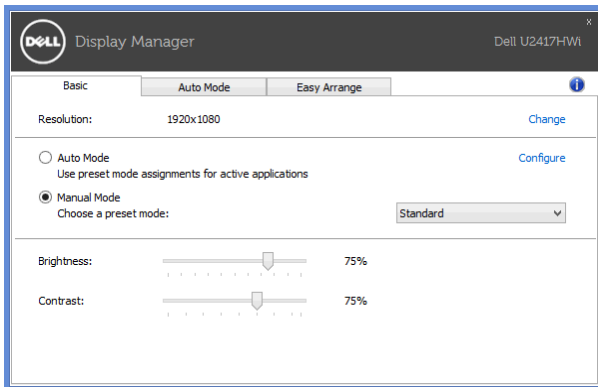 DELL Display Manager Dell U2417HWi
x
Basic Auto Mode Easy Arrange i
Resolution: 1920x1080 Change
Auto Mode Configure
Use preset mode assignments for active applications
Manual Mode
Choose a preset mode: Standard
Brightness: 75%
Contrast: 75%